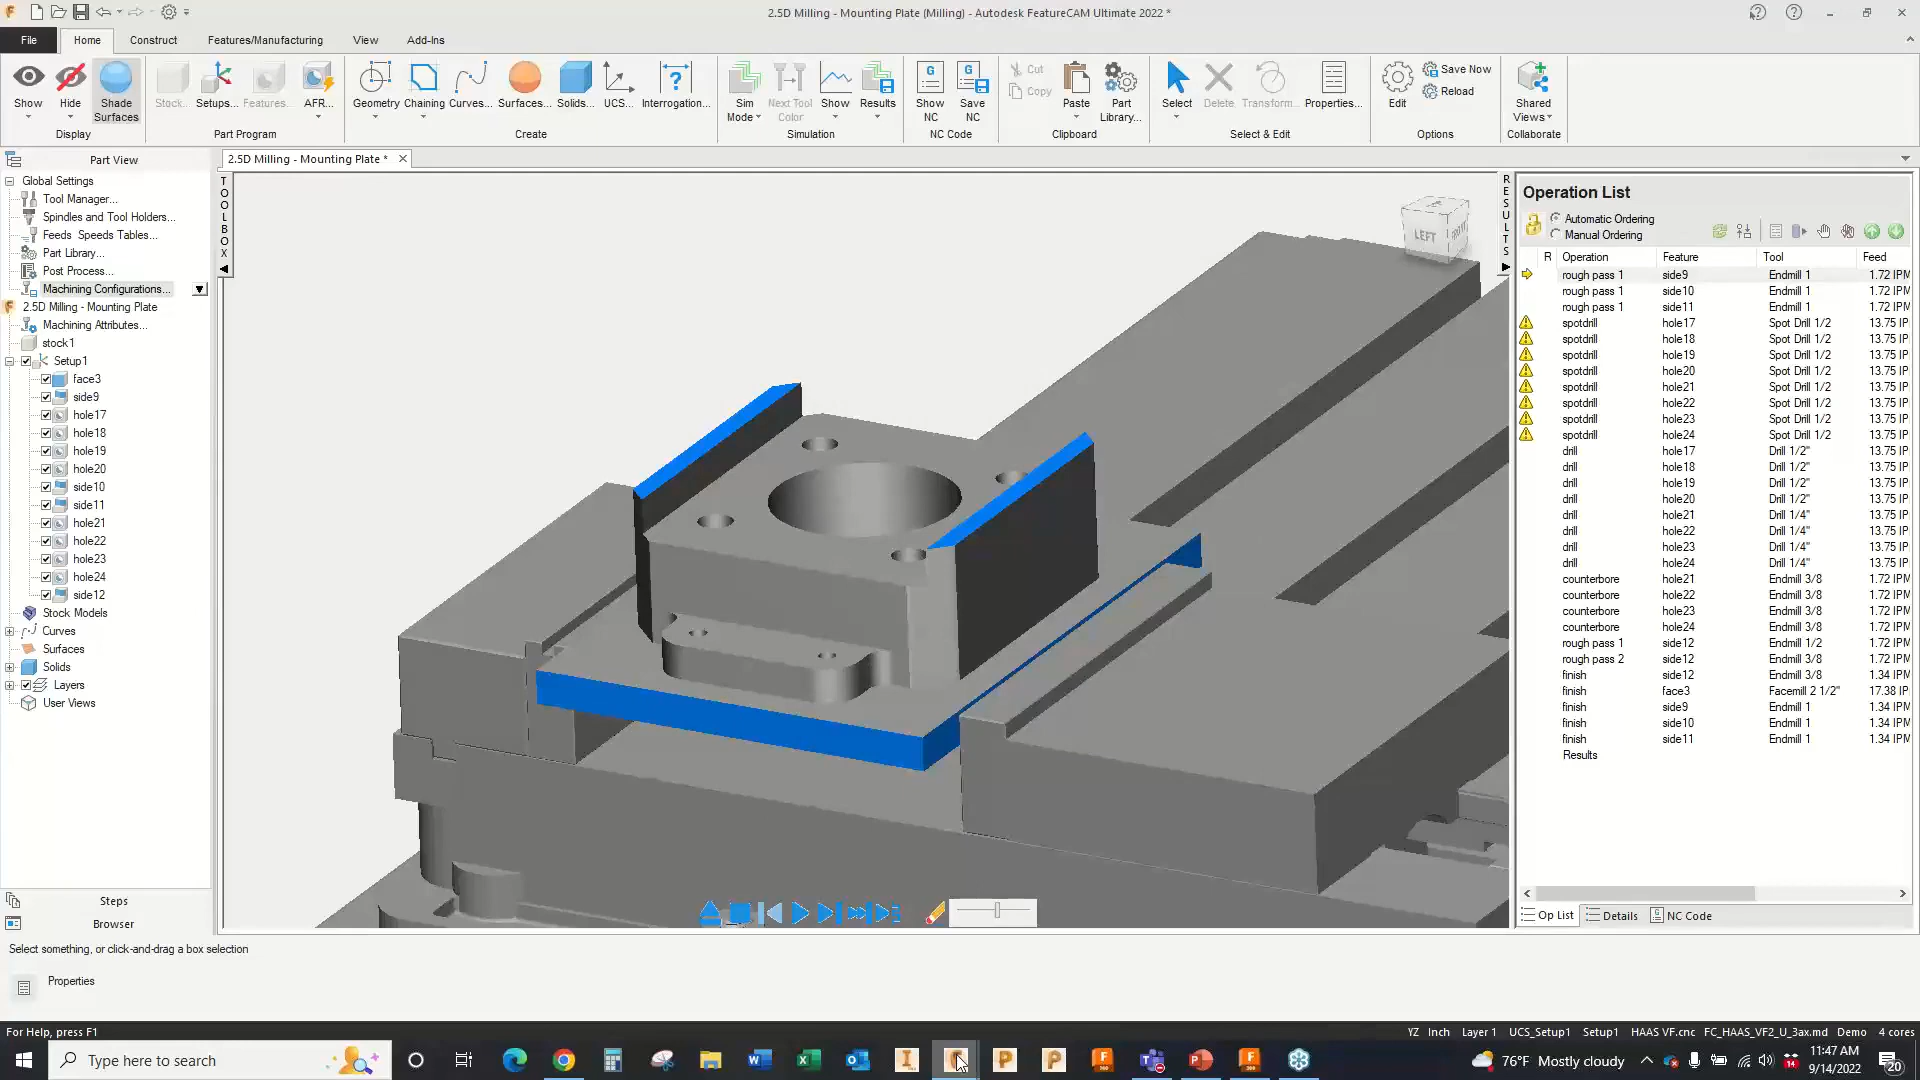 2.5D Milling - Mounting Plate (Milling) - Autodesk FeatureCAM Ultimate 2022 *
File
Home
Construct
Features/Manufacturing
View
Add-Ins
Show
Hide
Shade
Surfaces
Display
Stock...
Setups...
Features...
AFR...
Part Program
Geometry
Chaining
Curves...
Surfaces...
Solids...
UCS...
Interrogation...
Create
Sim
Mode
Next Tool
Color
Show
Results
Simulation
Show
NC
Save
NC
NC Code
Cut
Copy
Paste
Part
Library...
Clipboard
Select
Delete
Transform...
Properties...
Select & Edit
Edit
Save Now
Reload
Options
Shared
Views
Collaborate
Part View
Global Settings
Tool Manager...
Spindles and Tool Holders...
Feeds Speeds Tables...
Part Library...
Post Process...
Machining Configurations...
2.5D Milling - Mounting Plate
Machining Attributes...
stock1
Setup1
face3
side9
hole17
hole18
hole19
hole20
side10
side11
hole21
hole22
hole23
hole24
side12
Stock Models
Curves
Surfaces
Solids
Layers
User Views
Steps
Browser
2.5D Milling - Mounting Plate *
TOOLBOX
LEFT
RESULTS
Operation List
Automatic Ordering
Manual Ordering
R Operation Feature Tool Feed
rough pass 1 side9 Endmill 1 1.72 IPM
rough pass 1 side10 Endmill 1 1.72 IPM
rough pass 1 side11 Endmill 1 1.72 IPM
spotdrill hole17 Spot Drill 1/2 13.75 IP
spotdrill hole18 Spot Drill 1/2 13.75 IP
spotdrill hole19 Spot Drill 1/2 13.75 IP
spotdrill hole20 Spot Drill 1/2 13.75 IP
spotdrill hole21 Spot Drill 1/2 13.75 IP
spotdrill hole22 Spot Drill 1/2 13.75 IP
spotdrill hole23 Spot Drill 1/2 13.75 IP
spotdrill hole24 Spot Drill 1/2 13.75 IP
drill hole17 Drill 1/2" 13.75 IP
drill hole18 Drill 1/2" 13.75 IP
drill hole19 Drill 1/2" 13.75 IP
drill hole20 Drill 1/2" 13.75 IP
drill hole21 Drill 1/4" 13.75 IP
drill hole22 Drill 1/4" 13.75 IP
drill hole23 Drill 1/4" 13.75 IP
drill hole24 Drill 1/4" 13.75 IP
counterbore hole21 Endmill 3/8 1.72 IPM
counterbore hole22 Endmill 3/8 1.72 IPM
counterbore hole23 Endmill 3/8 1.72 IPM
counterbore hole24 Endmill 3/8 1.72 IPM
rough pass 1 side12 Endmill 1/2 1.72 IPM
rough pass 2 side12 Endmill 3/8 1.72 IPM
finish side12 Endmill 3/8 1.34 IPM
finish face3 Facemill 2 1/2" 17.38 IP
finish side9 Endmill 1 1.34 IPM
finish side10 Endmill 1 1.34 IPM
finish side11 Endmill 1 1.34 IPM
Results
Op List
Details
NC Code
Select something, or click-and-drag a box selection
Properties
For Help, press F1
YZ Inch Layer 1 UCS_Setup1 Setup1 HAAS VF.cnc FC_HAAS_VF2_U_3ax.md Demo 4 cores
Type here to search
76°F Mostly cloudy
11:47 AM
9/14/2022
20